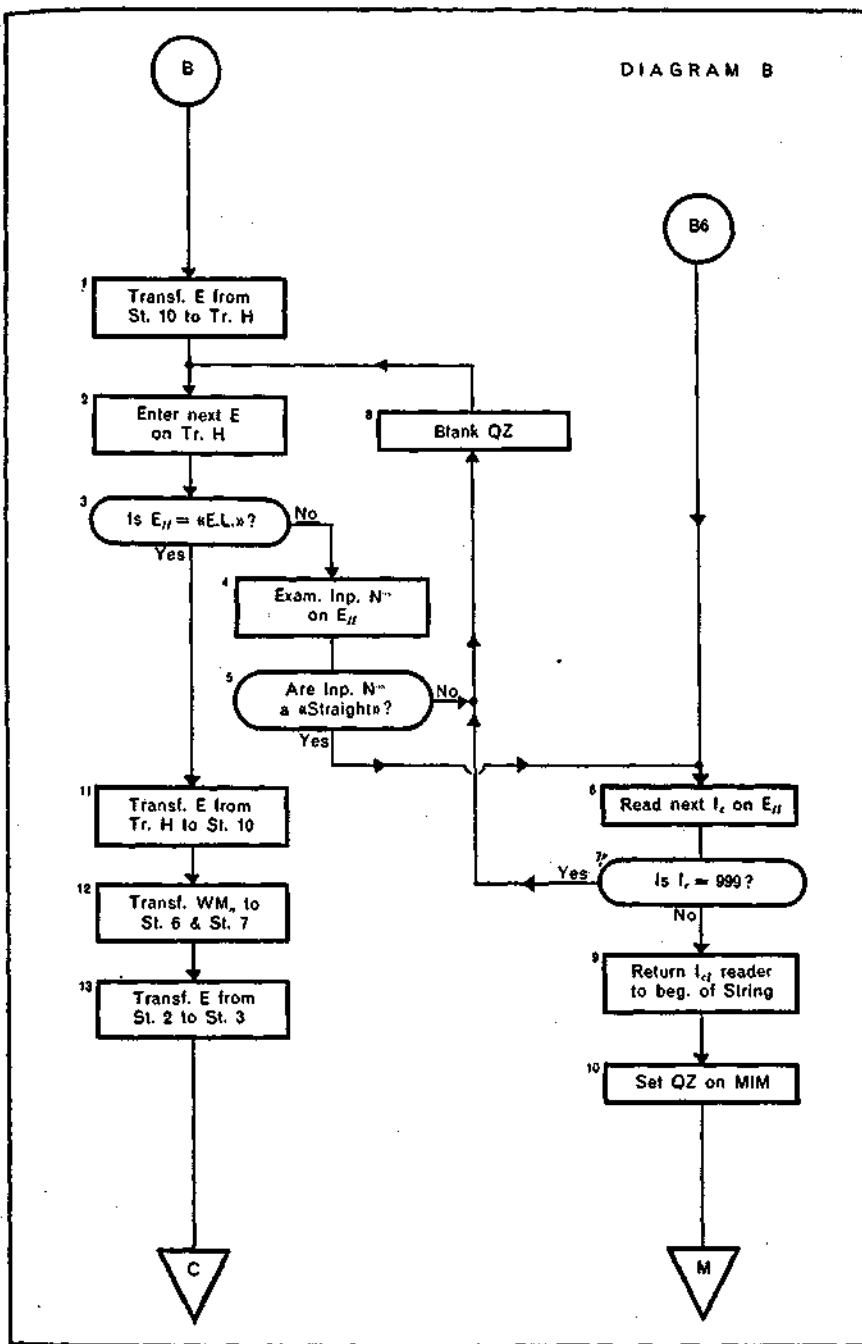 DIAGRAM B
B
B6
1
Transf. E from
St. 10 to Tr. H
2
Enter next E
on Tr. H
8
Blank QZ
3
Is E_H = «E.L.»?
No
Yes
4
Exam. Inp. N^os
on E_H
5
Are Inp. N^os
a «Straight»?
No
Yes
6
Read next I_c on E_H
7
Is I_c = 999?
Yes
No
9
Return I_cf reader
to beg. of String
10
Set QZ on MIM
11
Transf. E from
Tr. H to St. 10
12
Transf. WM_n to
St. 6 & St. 7
13
Transf. E from
St. 2 to St. 3
C
M